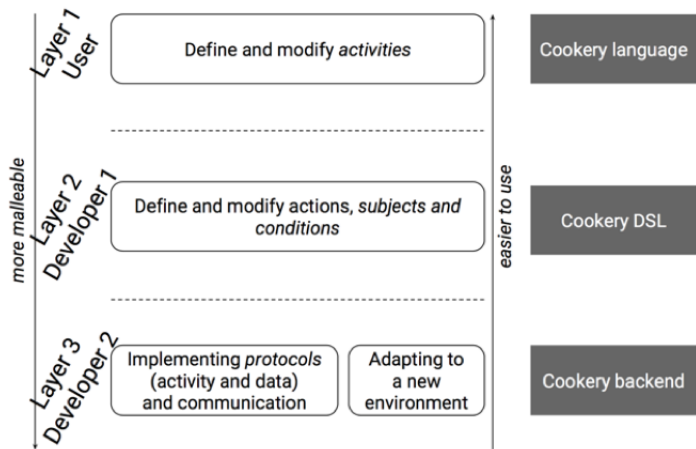 Layer 1
User
Define and modify activities
Cookery language
more malleable
easier to use
Layer 2
Developer 1
Define and modify actions, subjects and
conditions
Cookery DSL
Layer 3
Developer 2
Implementing protocols
(activity and data)
and communication
Adapting to
a new
environment
Cookery backend